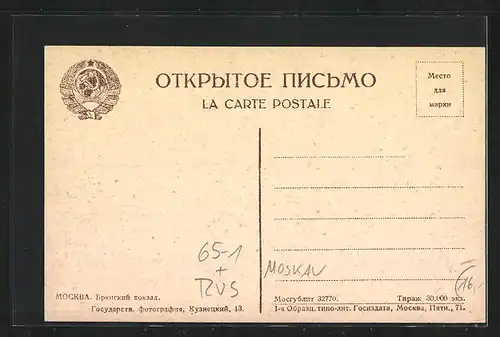 ОТКРЫТОЕ ПИСЬМО
LA CARTE POSTALE
Место
для
марки
65-1
+
RUS
MOSKAU
16,-
МОСКВА. Брянский вокзал.
Государств. фотография, Кузнецкий, 13.
Мосгублит 32770. Тираж 30.000 экз.
1-я Образц. типо-лит. Госиздата, Москва, Пятн., 71.